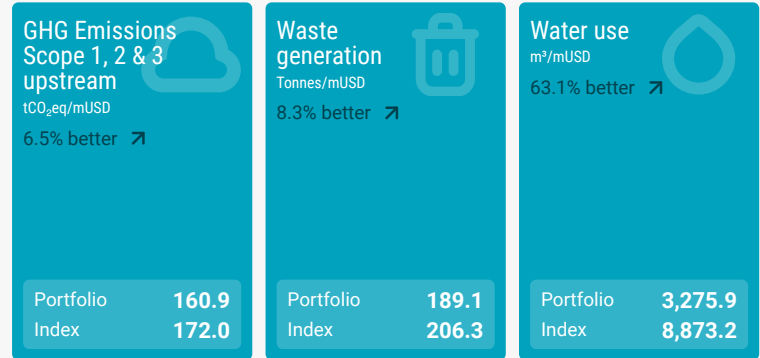 GHG Emissions
Scope 1, 2 & 3
upstream
tCO₂eq/mUSD
6.5% better
Portfolio 160.9
Index 172.0
Waste
generation
Tonnes/mUSD
8.3% better
Portfolio 189.1
Index 206.3
Water use
m³/mUSD
63.1% better
Portfolio 3,275.9
Index 8,873.2